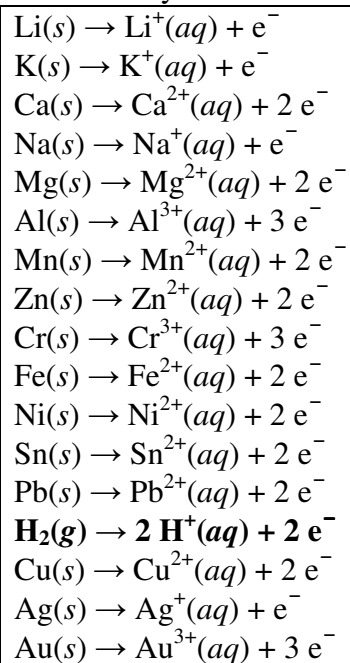 Li(s) → Li⁺(aq) + e⁻
K(s) → K⁺(aq) + e⁻
Ca(s) → Ca²⁺(aq) + 2 e⁻
Na(s) → Na⁺(aq) + e⁻
Mg(s) → Mg²⁺(aq) + 2 e⁻
Al(s) → Al³⁺(aq) + 3 e⁻
Mn(s) → Mn²⁺(aq) + 2 e⁻
Zn(s) → Zn²⁺(aq) + 2 e⁻
Cr(s) → Cr³⁺(aq) + 3 e⁻
Fe(s) → Fe²⁺(aq) + 2 e⁻
Ni(s) → Ni²⁺(aq) + 2 e⁻
Sn(s) → Sn²⁺(aq) + 2 e⁻
Pb(s) → Pb²⁺(aq) + 2 e⁻
H₂(g) → 2 H⁺(aq) + 2 e⁻
Cu(s) → Cu²⁺(aq) + 2 e⁻
Ag(s) → Ag⁺(aq) + e⁻
Au(s) → Au³⁺(aq) + 3 e⁻